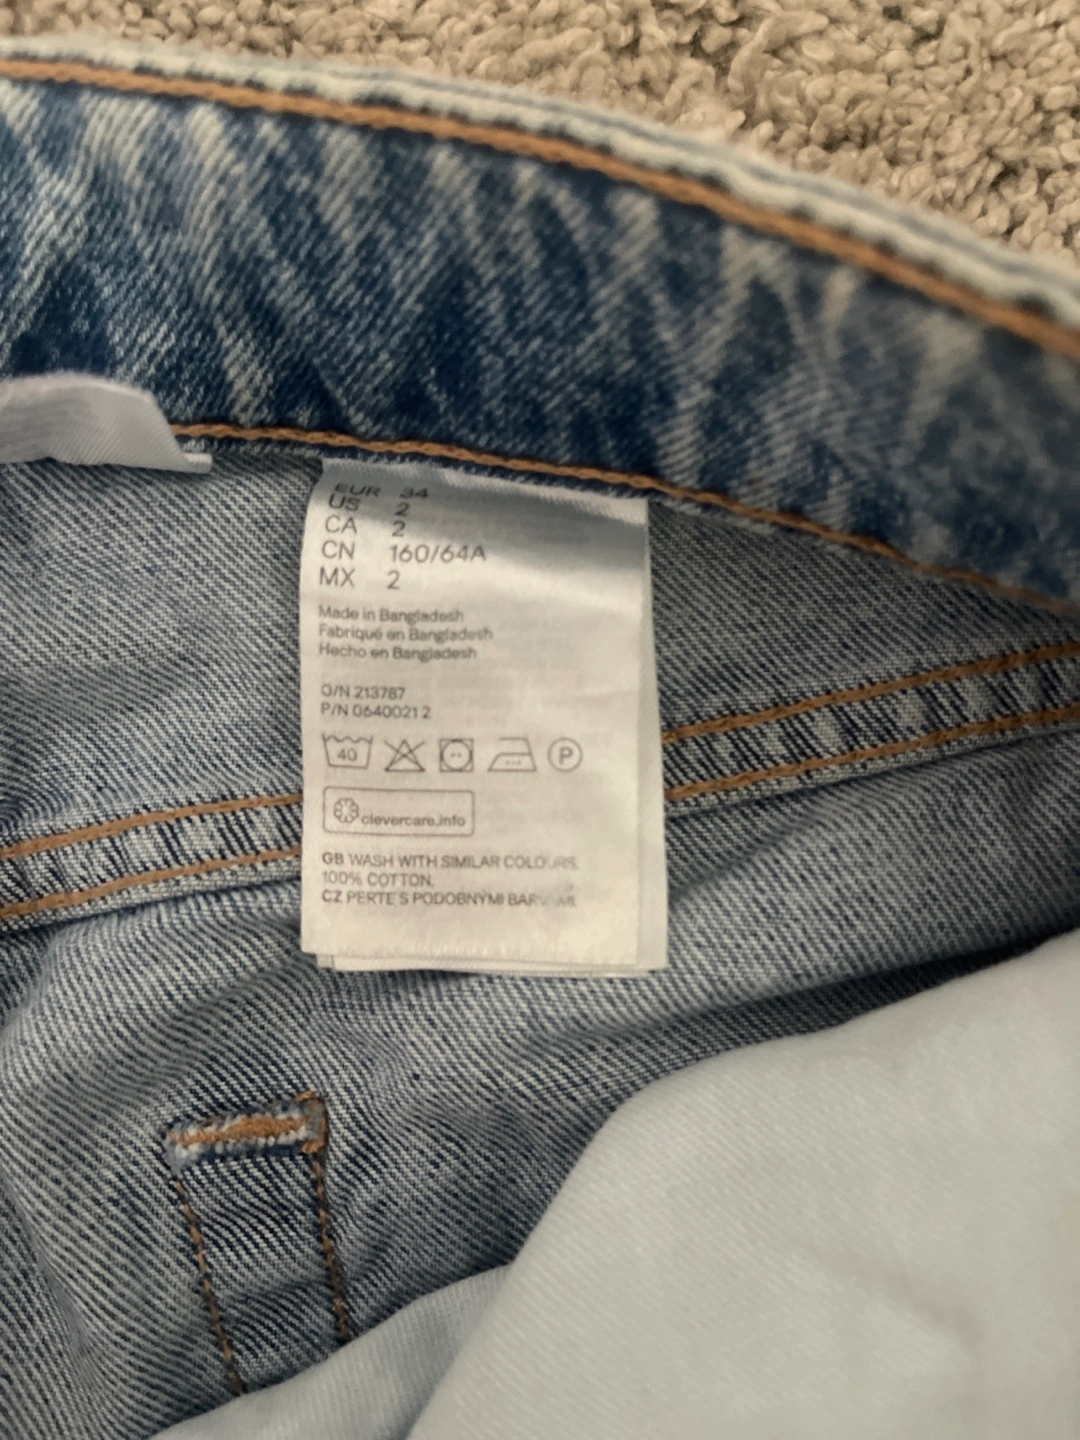 EUR 34
US 2
CA 2
CN 160/64A
MX 2
Made in Bangladesh
Fabriqué en Bangladesh
Hecho en Bangladesh
O/N 213787
P/N 06400212
40
P
clevercare.info
GB WASH WITH SIMILAR COLOURS.
100% COTTON.
CZ PERTE S PODOBNÝMI BARVAMI.